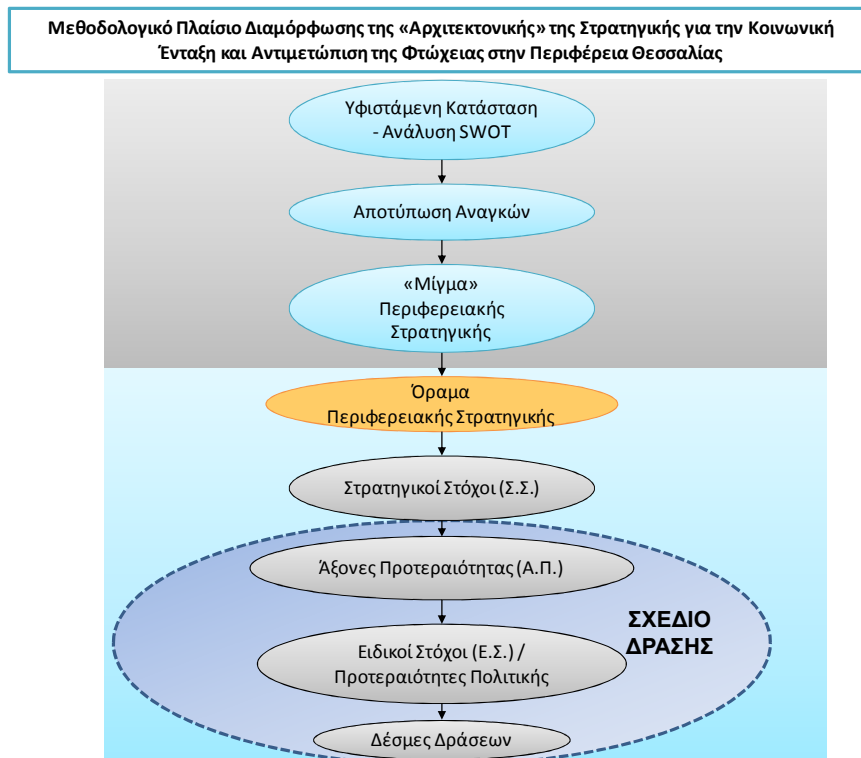 Μεθοδολογικό Πλαίσιο Διαμόρφωσης της «Αρχιτεκτονικής» της Στρατηγικής για την Κοινωνική
Ένταξη και Αντιμετώπιση της Φτώχειας στην Περιφέρεια Θεσσαλίας
Υφιστάμενη Κατάσταση
- Ανάλυση SWOT
Αποτύπωση Αναγκών
«Μίγμα»
Περιφερειακής
Στρατηγικής
Όραμα
Περιφερειακής Στρατηγικής
Στρατηγικοί Στόχοι (Σ.Σ.)
Άξονες Προτεραιότητας (Α.Π.)
ΣΧΕΔΙΟ
ΔΡΑΣΗΣ
Ειδικοί Στόχοι (Ε.Σ.) /
Προτεραιότητες Πολιτικής
Δέσμες Δράσεων